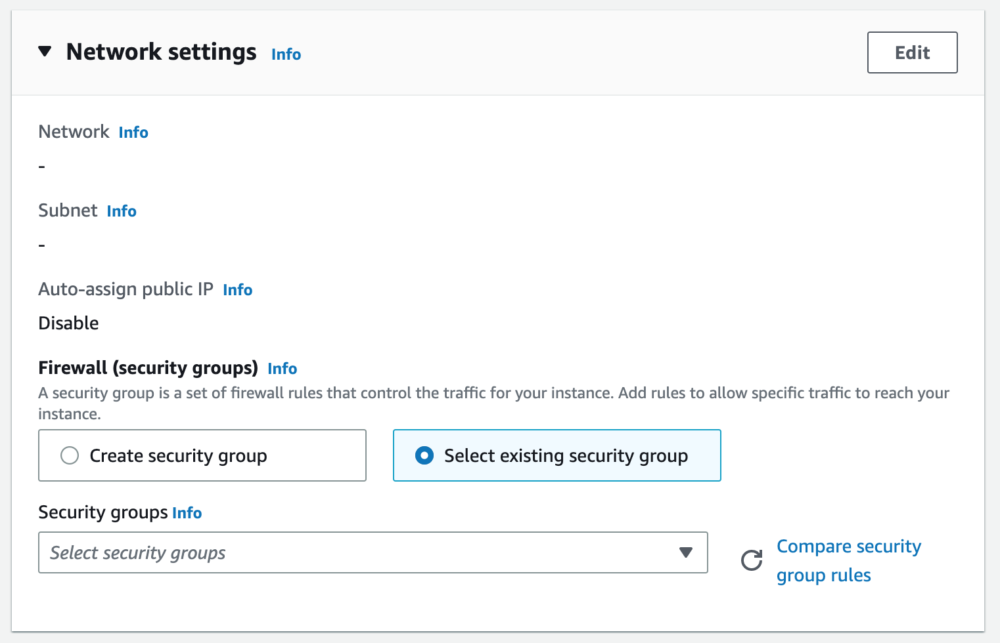 Network settings Info
Edit
Network Info
-
Subnet Info
-
Auto-assign public IP Info
Disable
Firewall (security groups) Info
A security group is a set of firewall rules that control the traffic for your instance. Add rules to allow specific traffic to reach your
instance.
Create security group
Select existing security group
Security groups Info
Select security groups
Compare security
group rules